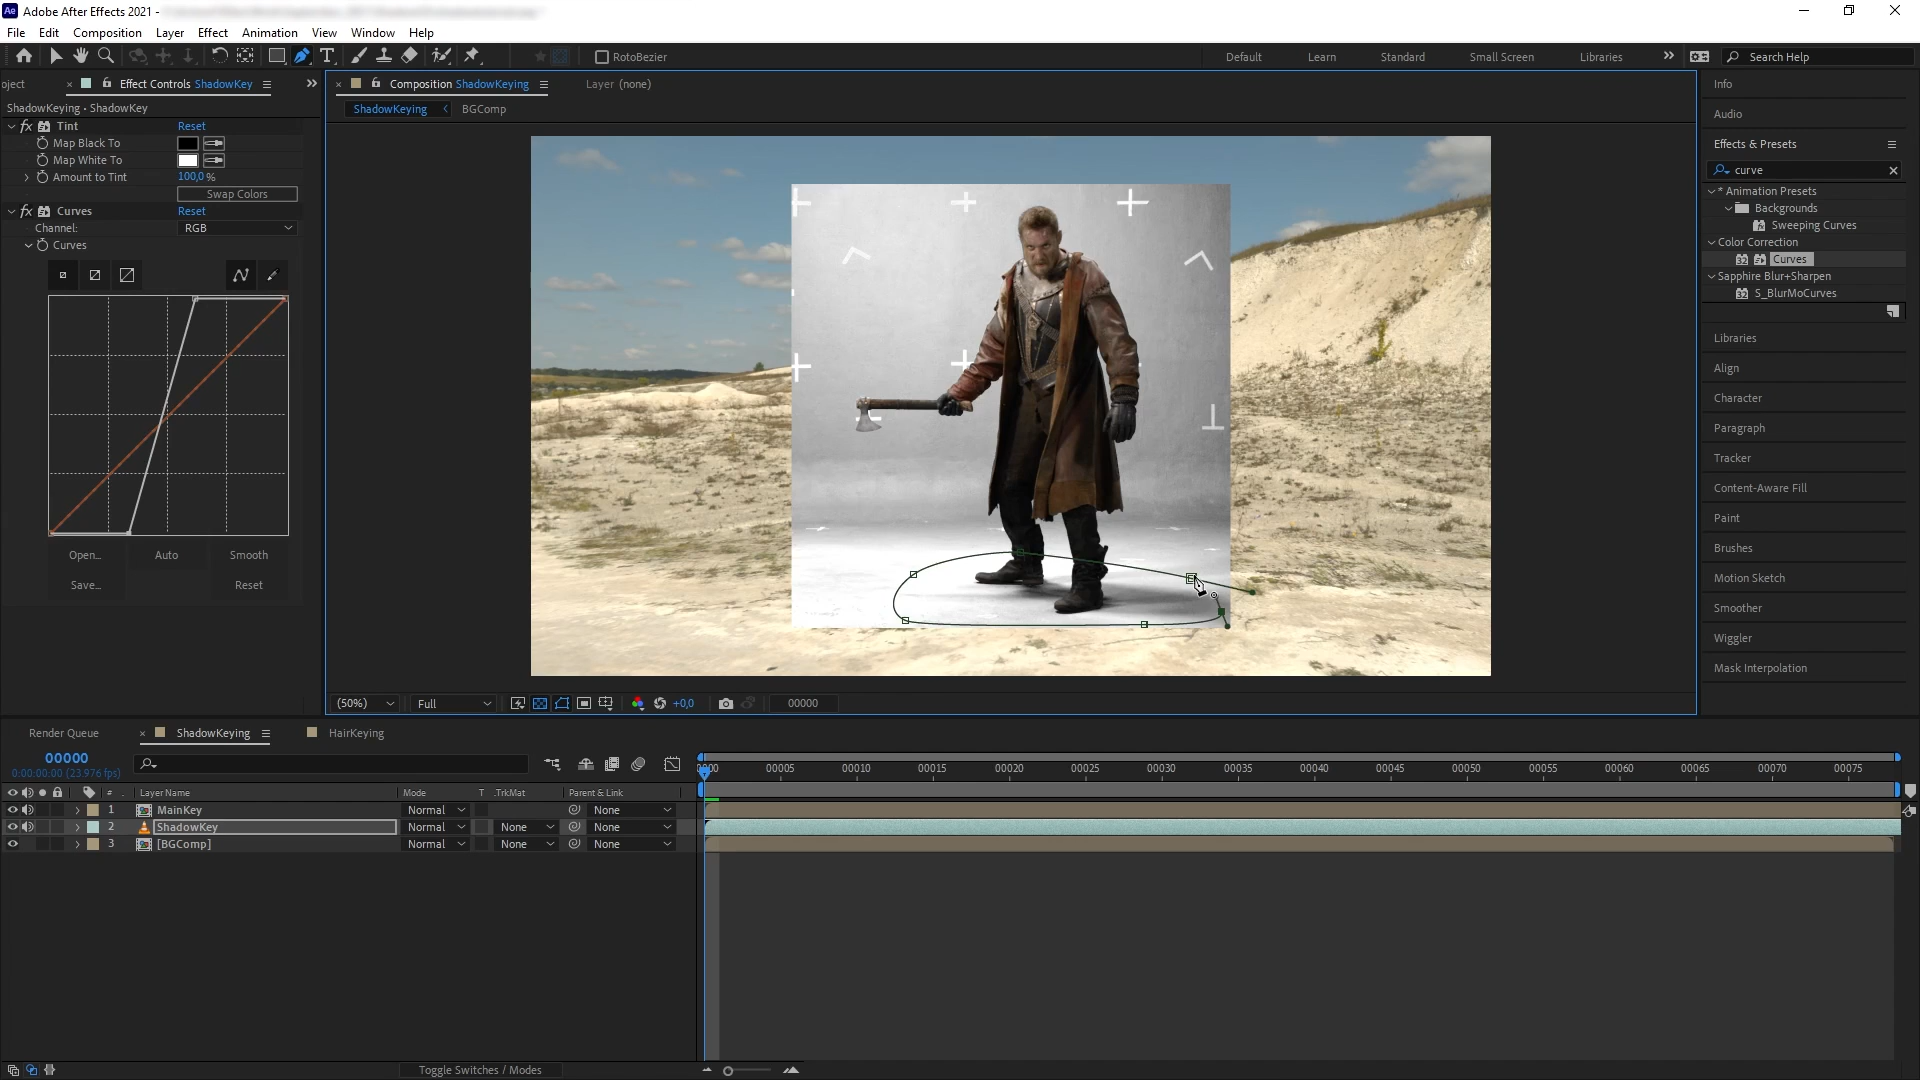 Adobe After Effects 2021 -
File Edit Composition Layer Effect Animation View Window Help
RotoBezier
Default Learn Standard Small Screen Libraries
Search Help
oject
Effect Controls ShadowKey
ShadowKeying • ShadowKey
fx Tint Reset
Map Black To
Map White To
Amount to Tint 100,0 %
Swap Colors
fx Curves Reset
Channel: RGB
Curves
Open... Auto Smooth
Save... Reset
Composition ShadowKeying
Layer (none)
ShadowKeying BGComp
(50%) Full +0,0 00000
Info
Audio
Effects & Presets
curve
* Animation Presets
Backgrounds
Sweeping Curves
Color Correction
32 Curves
Sapphire Blur+Sharpen
32 S_BlurMoCurves
Libraries
Align
Character
Paragraph
Tracker
Content-Aware Fill
Paint
Brushes
Motion Sketch
Smoother
Wiggler
Mask Interpolation
Render Queue ShadowKeying HairKeying
00000
0:00:00:00 (23.976 fps)
0000 00005 00010 00015 00020 00025 00030 00035 00040 00045 00050 00055 00060 00065 00070 00075
# Layer Name Mode T .TrkMat Parent & Link
1 MainKey Normal None
2 ShadowKey Normal None None
3 [BGComp] Normal None None
Toggle Switches / Modes